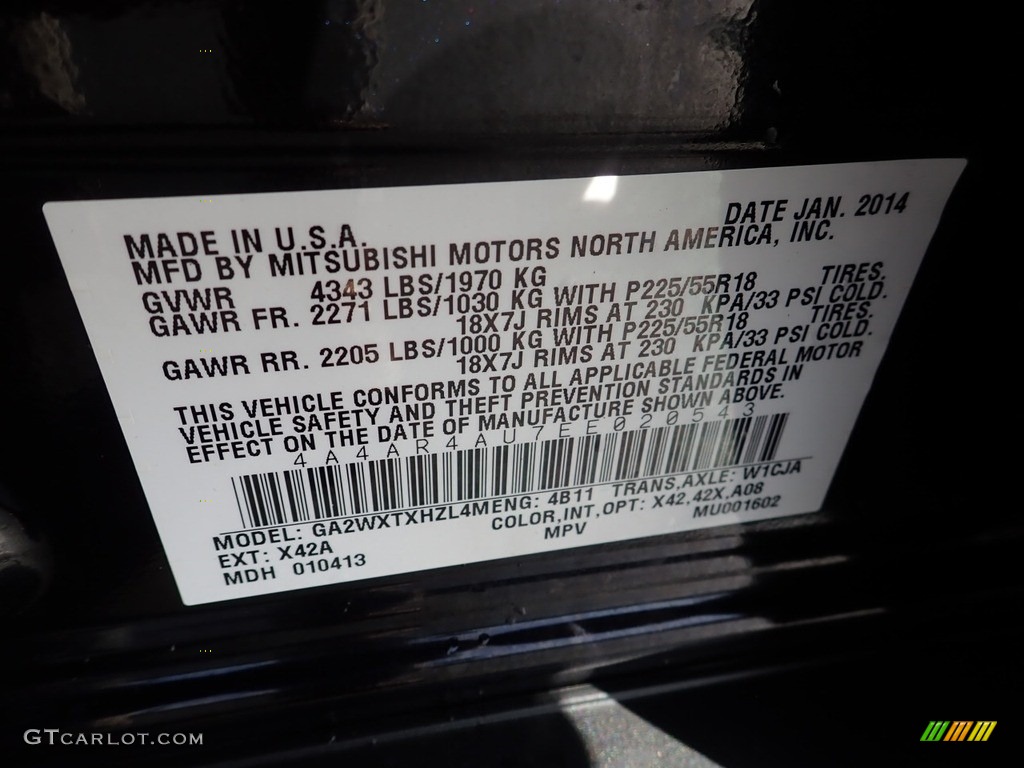 DATE JAN. 2014
MADE IN U.S.A.
MFD BY MITSUBISHI MOTORS NORTH AMERICA, INC.
GVWR 4343 LBS/1970 KG
GAWR FR. 2271 LBS/1030 KG WITH P225/55R18 TIRES.
18X7J RIMS AT 230 KPA/33 PSI COLD.
GAWR RR. 2205 LBS/1000 KG WITH P225/55R18 TIRES.
18X7J RIMS AT 230 KPA/33 PSI COLD.
THIS VEHICLE CONFORMS TO ALL APPLICABLE FEDERAL MOTOR
VEHICLE SAFETY AND THEFT PREVENTION STANDARDS IN
EFFECT ON THE DATE OF MANUFACTURE SHOWN ABOVE.
4A4AR4AU7EE020543
MODEL: GA2WXTXHZL4MENG: 4B11 TRANS,AXLE: W1CJA
EXT: X42A COLOR,INT,OPT: X42,42X,A08
MDH 010413 MPV MU001602
GTCARLOT.COM